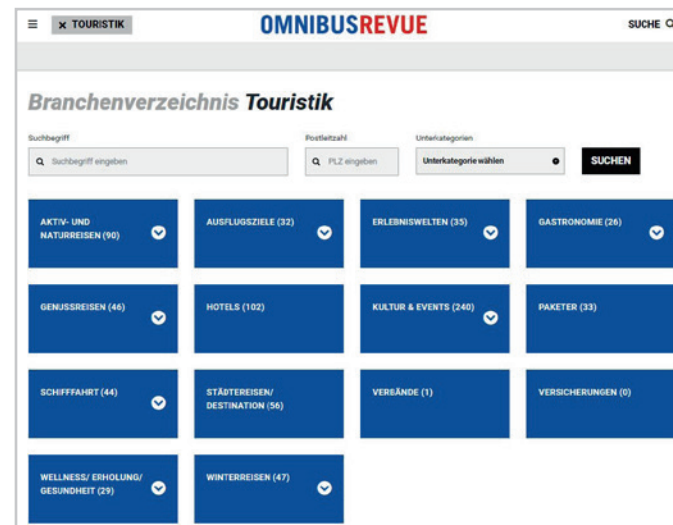 × TOURISTIK
OMNIBUSREVUE
SUCHE
Branchenverzeichnis Touristik
Suchbegriff
Postleitzahl
Unterkategorien
Suchbegriff eingeben
PLZ eingeben
Unterkategorie wählen
SUCHEN
AKTIV- UND
NATURREISEN (90)
AUSFLUGSZIELE (32)
ERLEBNISWELTEN (35)
GASTRONOMIE (26)
GENUSSREISEN (46)
HOTELS (102)
KULTUR & EVENTS (240)
PAKETER (33)
SCHIFFFAHRT (44)
STÄDTEREISEN/
DESTINATION (56)
VERBÄNDE (1)
VERSICHERUNGEN (0)
WELLNESS/ ERHOLUNG/
GESUNDHEIT (29)
WINTERREISEN (47)